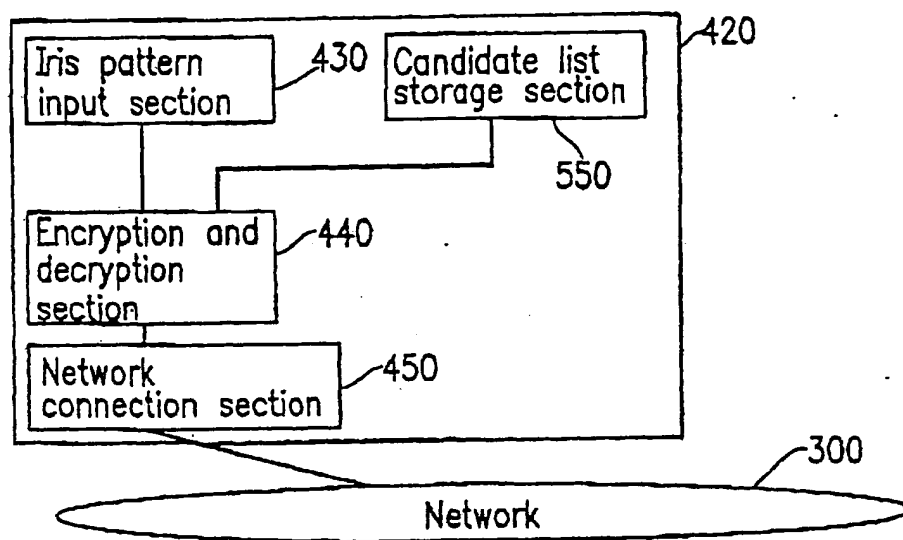 420
Iris pattern
input section
430
Candidate list
storage section
550
Encryption and
decryption
section
440
Network
connection section
450
300
Network